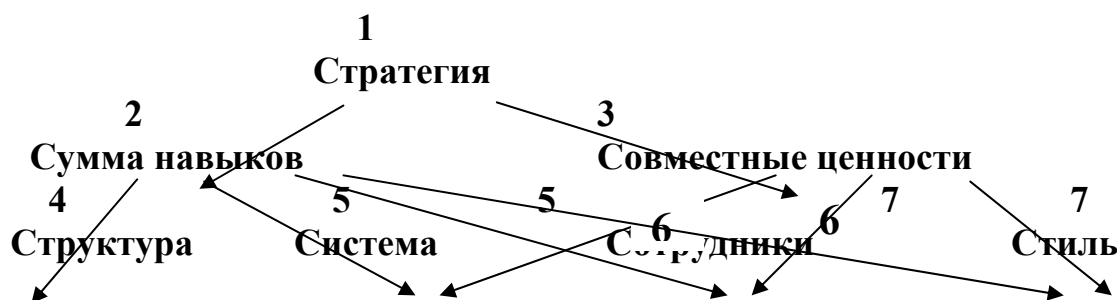 1
Стратегия
2 3
Сумма навыков Совместные ценности
4 5 5 6 6 7 7
Структура Система Сотрудники Стиль